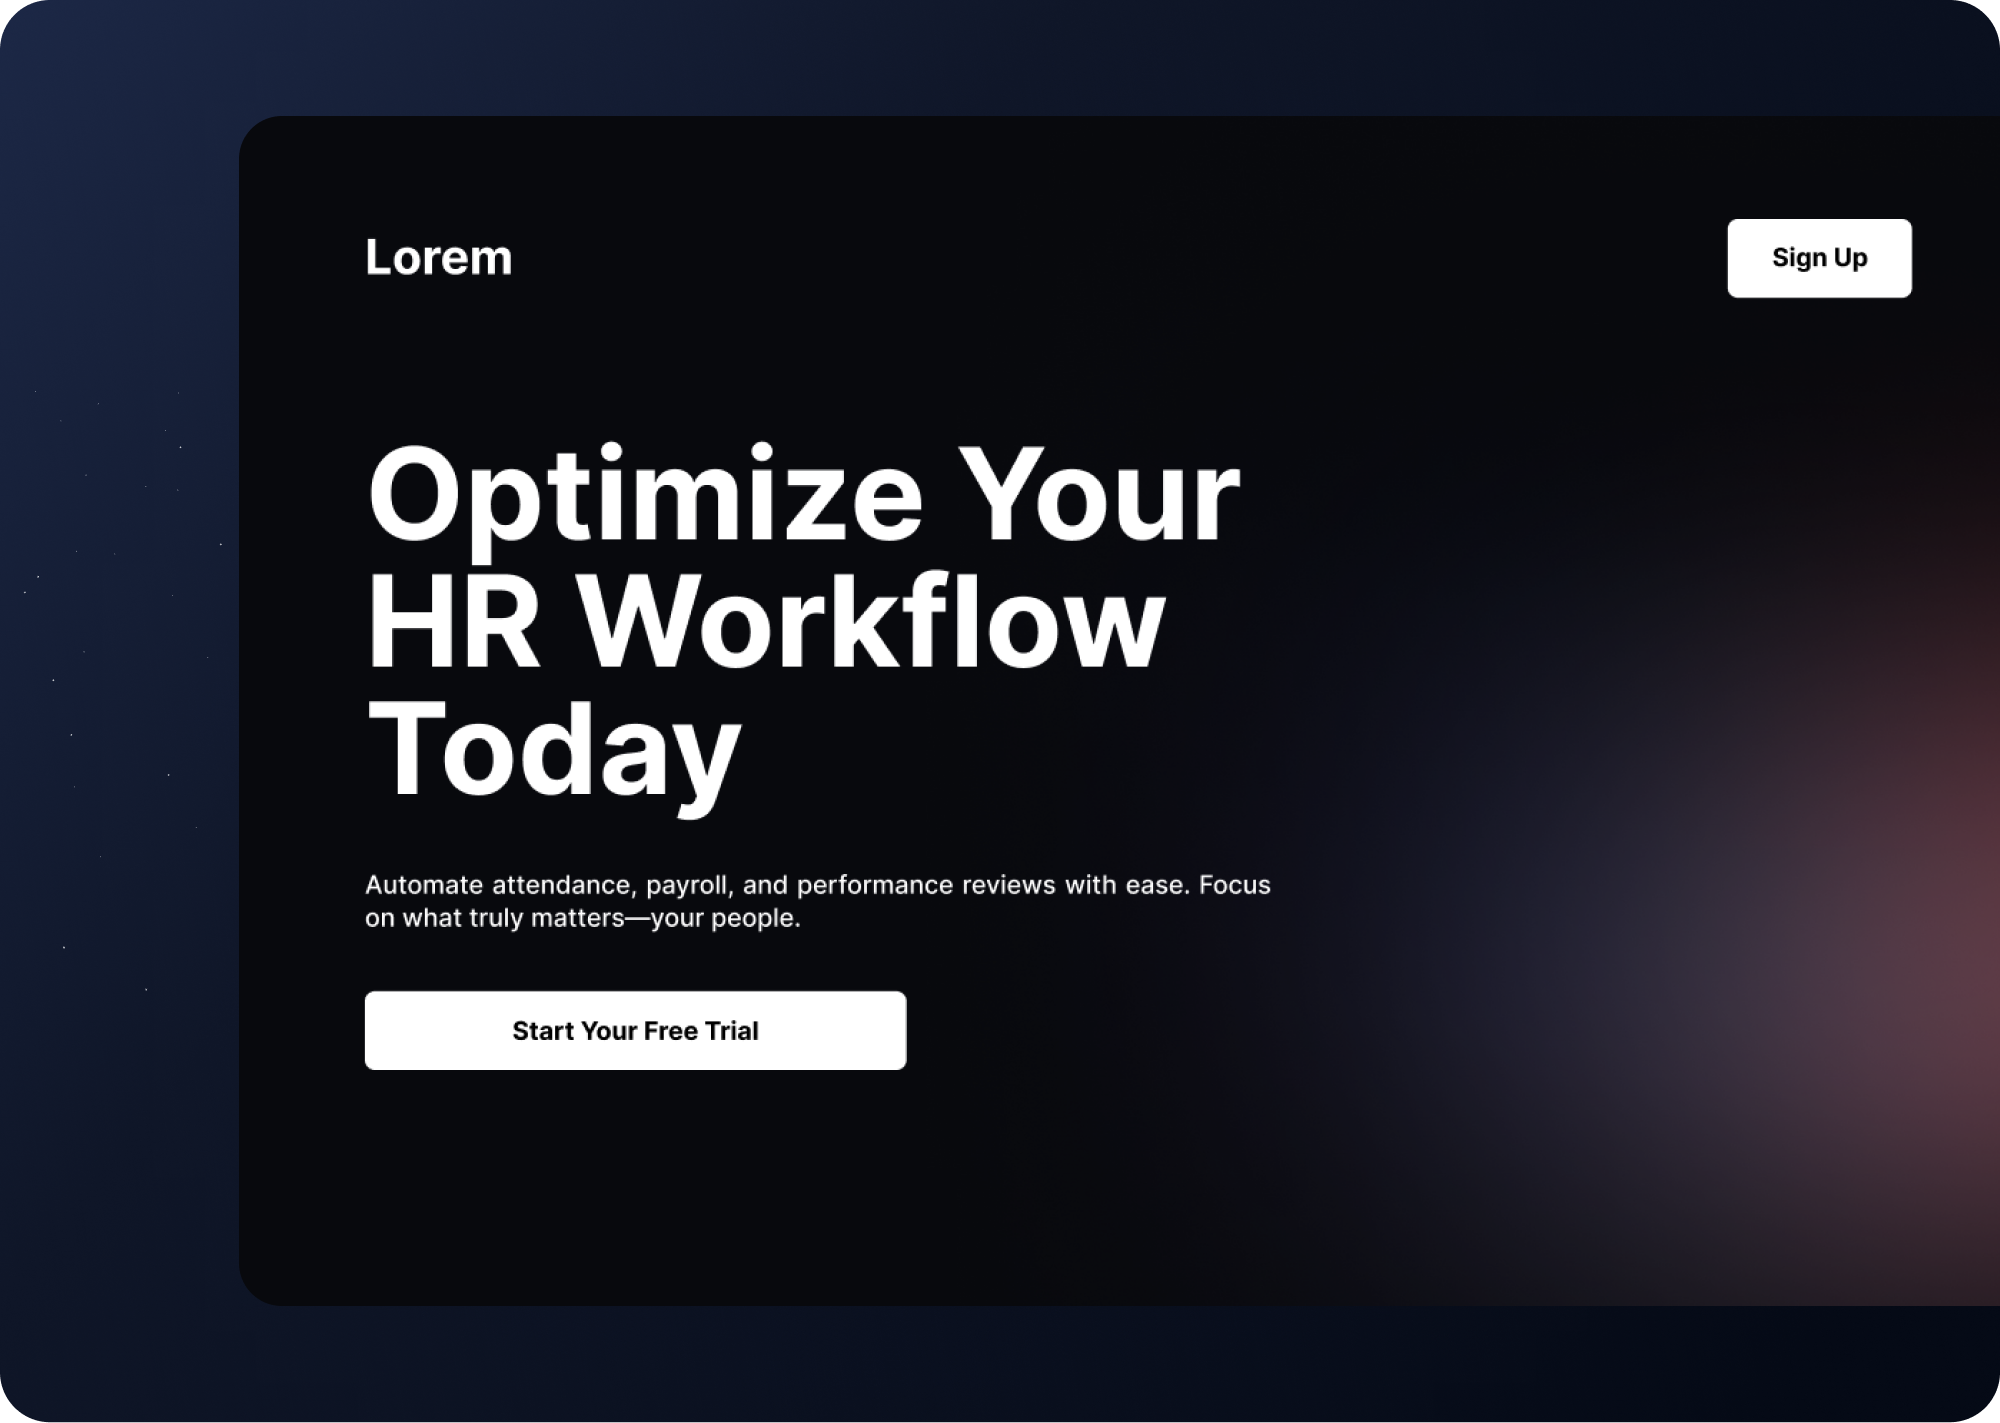 Lorem
Sign Up
Optimize Your
HR Workflow
Today
Automate attendance, payroll, and performance reviews with ease. Focus
on what truly matters—your people.
Start Your Free Trial